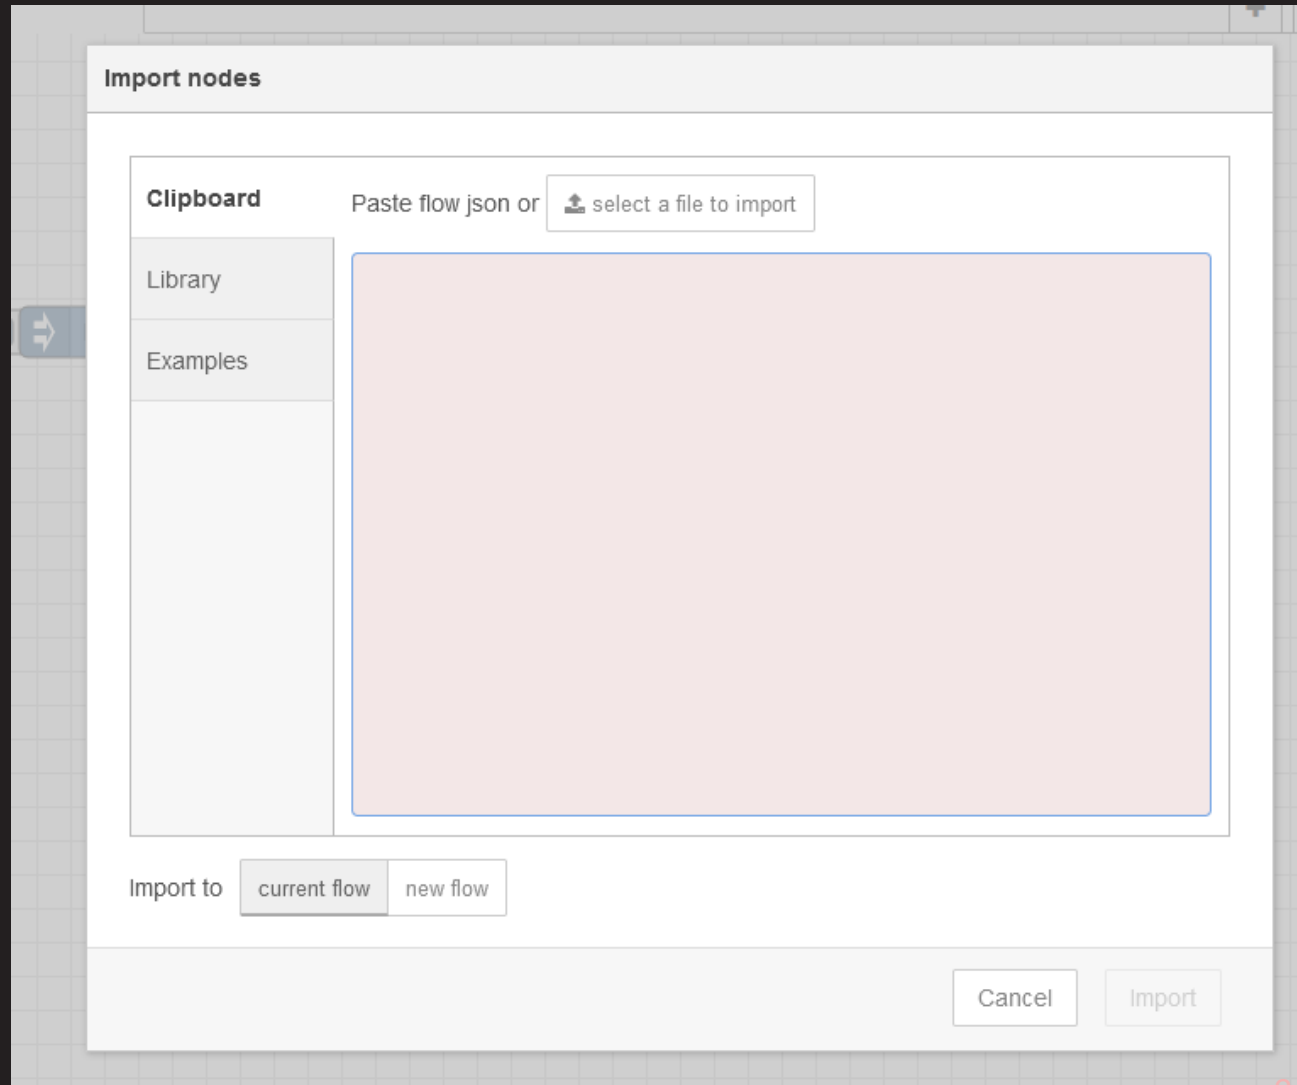 Import nodes
Clipboard
Paste flow json or select a file to import
Library
Examples
Import to current flow new flow
Cancel Import